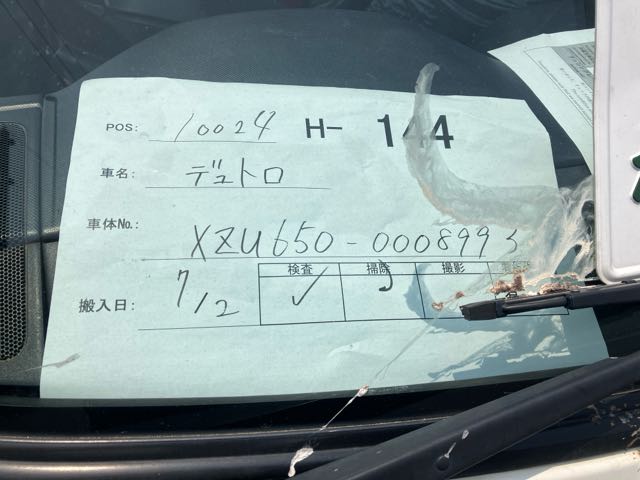 POS: 10024 H- 144
車名: デュトロ
車体No.: XZU650-0008993
検査 掃除 撮影
搬入日: 7/2 ✓